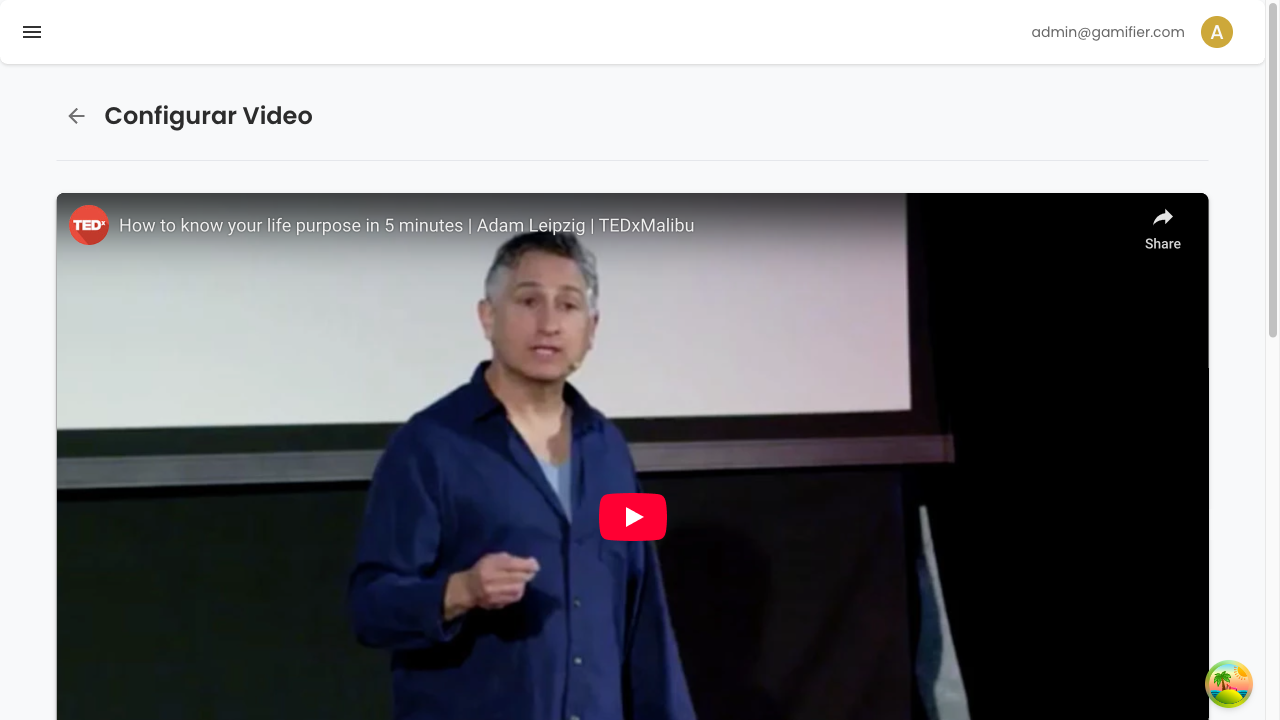 admin@gamifier.com
A
Configurar Video
TEDx
How to know your life purpose in 5 minutes | Adam Leipzig | TEDxMalibu
Share